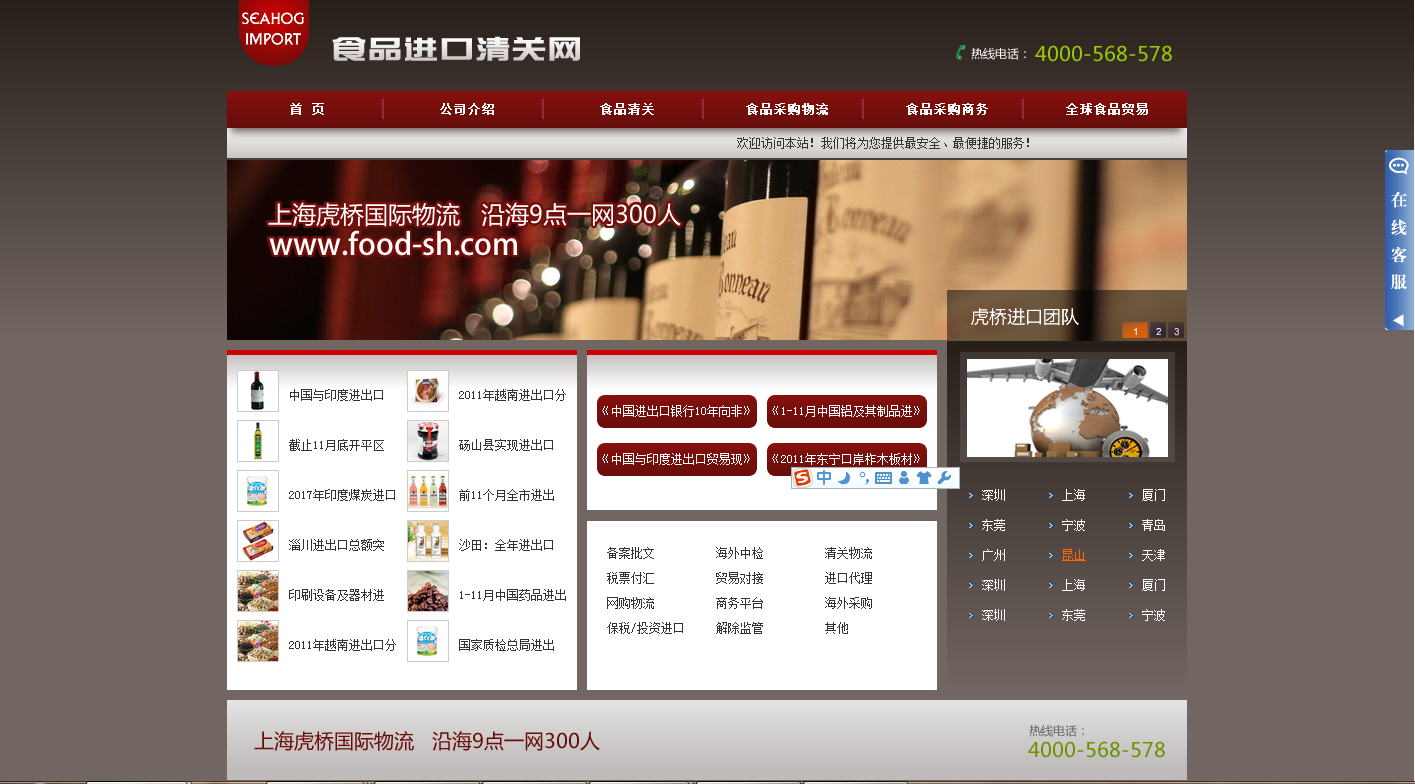 SEAHOG
IMPORT
食品进口清关网
热线电话： 4000-568-578
首 页 公司介绍 食品清关 食品采购物流 食品采购商务 全球食品贸易
欢迎访问本站！我们将为您提供最安全、最便捷的服务！
上海虎桥国际物流 沿海9点一网300人
www.food-sh.com
Bonneau
Bonneau
虎桥进口团队
1 2 3
在线客服
中国与印度进出口 2011年越南进出口分
截止11月底开平区 砀山县实现进出口
2017年印度煤炭进口 前11个月全市进出
淄川进出口总额突 沙田：全年进出口
印刷设备及器材进 1-11月中国药品进出
2011年越南进出口分 国家质检总局进出
《中国进出口银行10年向非》 《1-11月中国铝及其制品进》
《中国与印度进出口贸易现》 《2011年东宁口岸柞木板材》
S 中
备案批文 海外中检 清关物流
税票付汇 贸易对接 进口代理
网购物流 商务平台 海外采购
保税/投资进口 解除监管 其他
深圳 上海 厦门
东莞 宁波 青岛
广州 昆山 天津
深圳 上海 厦门
深圳 东莞 宁波
上海虎桥国际物流 沿海9点一网300人
热线电话：
4000-568-578